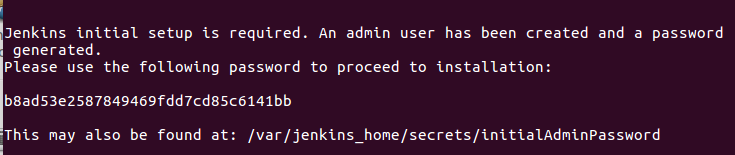 Jenkins initial setup is required. An admin user has been created and a password
generated.
Please use the following password to proceed to installation:
b8ad53e2587849469fdd7cd85c6141bb
This may also be found at: /var/jenkins_home/secrets/initialAdminPassword